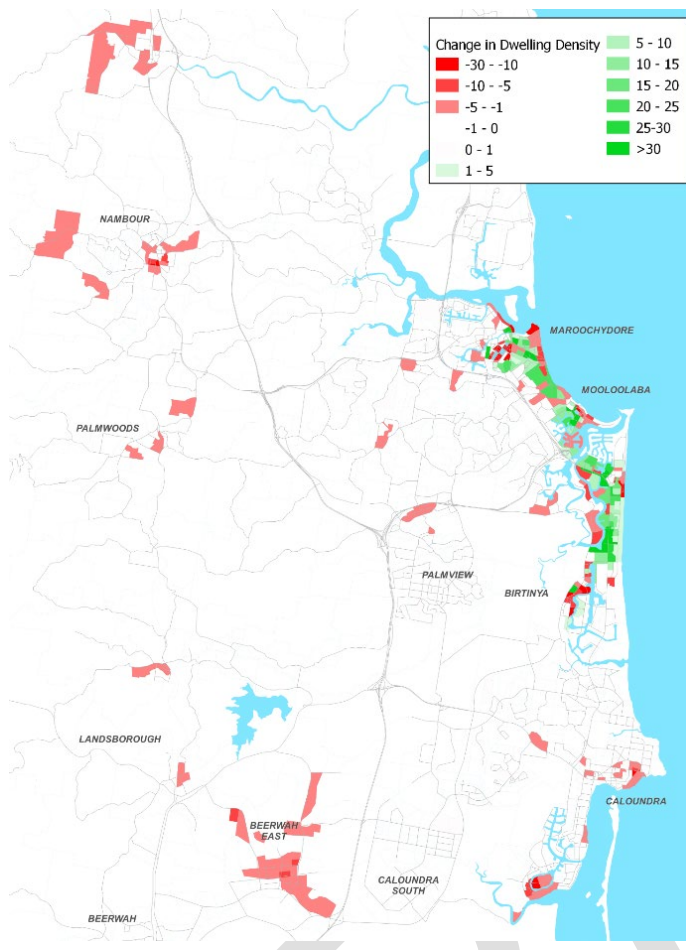 Change in Dwelling Density
-30 - -10
-10 - -5
-5 - -1
-1 - 0
0 - 1
1 - 5
5 - 10
10 - 15
15 - 20
20 - 25
25-30
>30
NAMBOUR
MAROOCHYDORE
MOOLOOLABA
PALMWOODS
PALMVIEW
BIRTINYA
LANDSBOROUGH
CALOUNDRA
BEERWAH
EAST
CALOUNDRA
SOUTH
BEERWAH